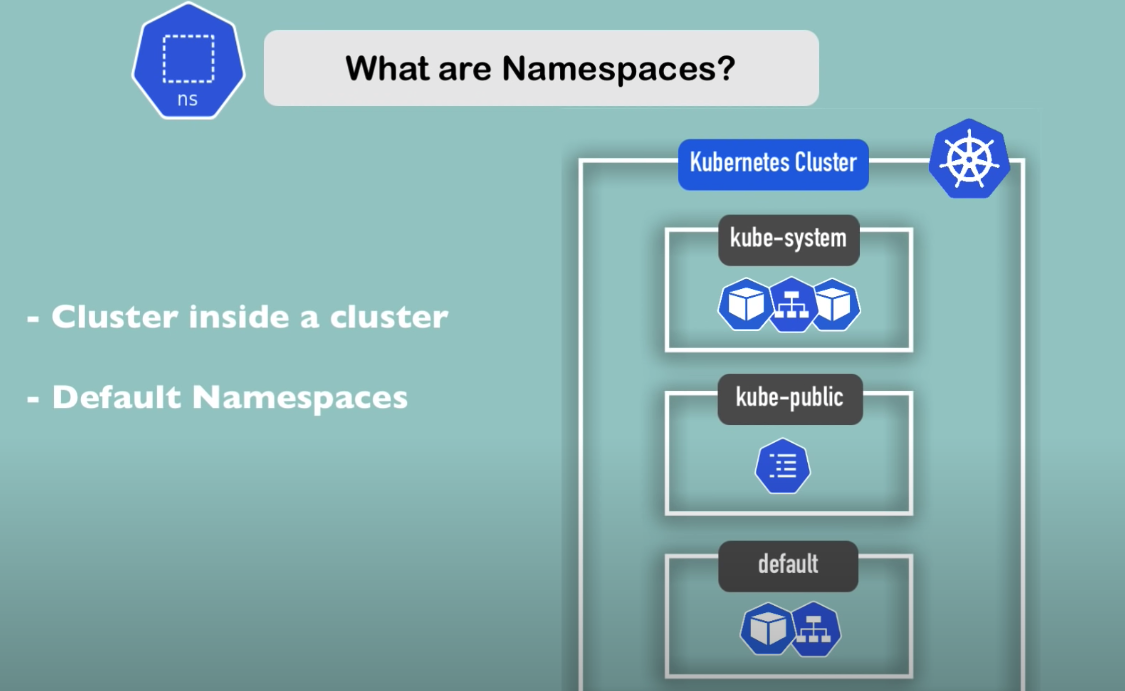 ns
What are Namespaces?
Kubernetes Cluster
kube-system
- Cluster inside a cluster
- Default Namespaces
kube-public
default